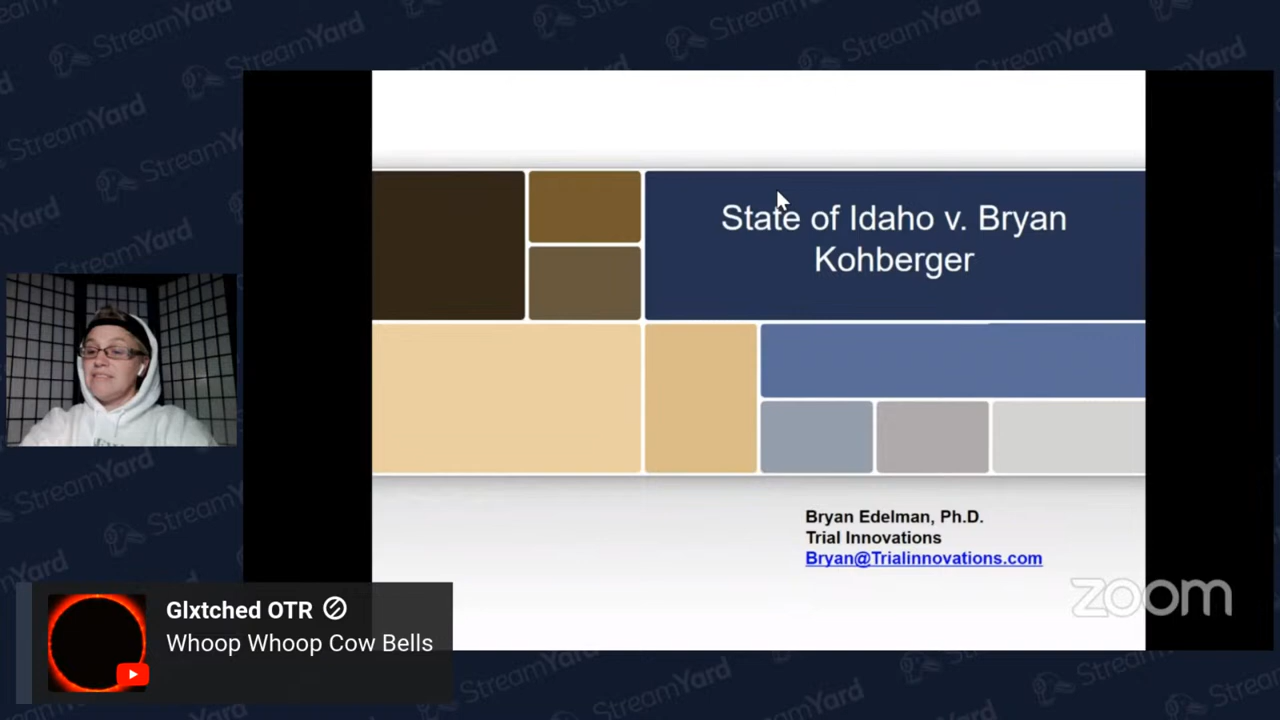 StreamYard
State of Idaho v. Bryan
Kohberger
Bryan Edelman, Ph.D.
Trial Innovations
Bryan@Trialinnovations.com
zoom
Glxtched OTR
Whoop Whoop Cow Bells